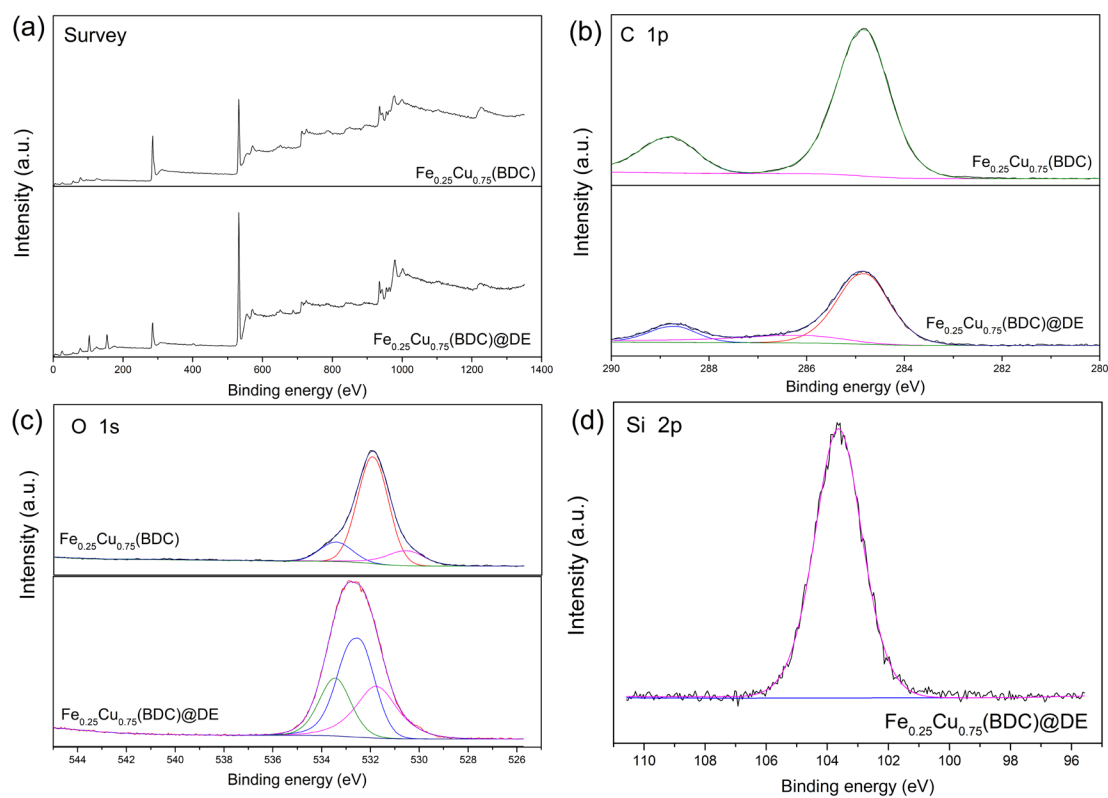 (a)
Survey
Intensity (a.u.)
Fe0.25Cu0.75(BDC)
Fe0.25Cu0.75(BDC)@DE
0 200 400 600 800 1000 1200 1400
Binding energy (eV)
(b)
C 1p
Intensity (a.u.)
Fe0.25Cu0.75(BDC)
Fe0.25Cu0.75(BDC)@DE
290 288 286 284 282 280
Binding energy (eV)
(c)
O 1s
Intensity (a.u.)
Fe0.25Cu0.75(BDC)
Fe0.25Cu0.75(BDC)@DE
544 542 540 538 536 534 532 530 528 526
Binding energy (eV)
(d)
Si 2p
Intensity (a.u.)
Fe0.25Cu0.75(BDC)@DE
110 108 106 104 102 100 98 96
Binding energy (eV)